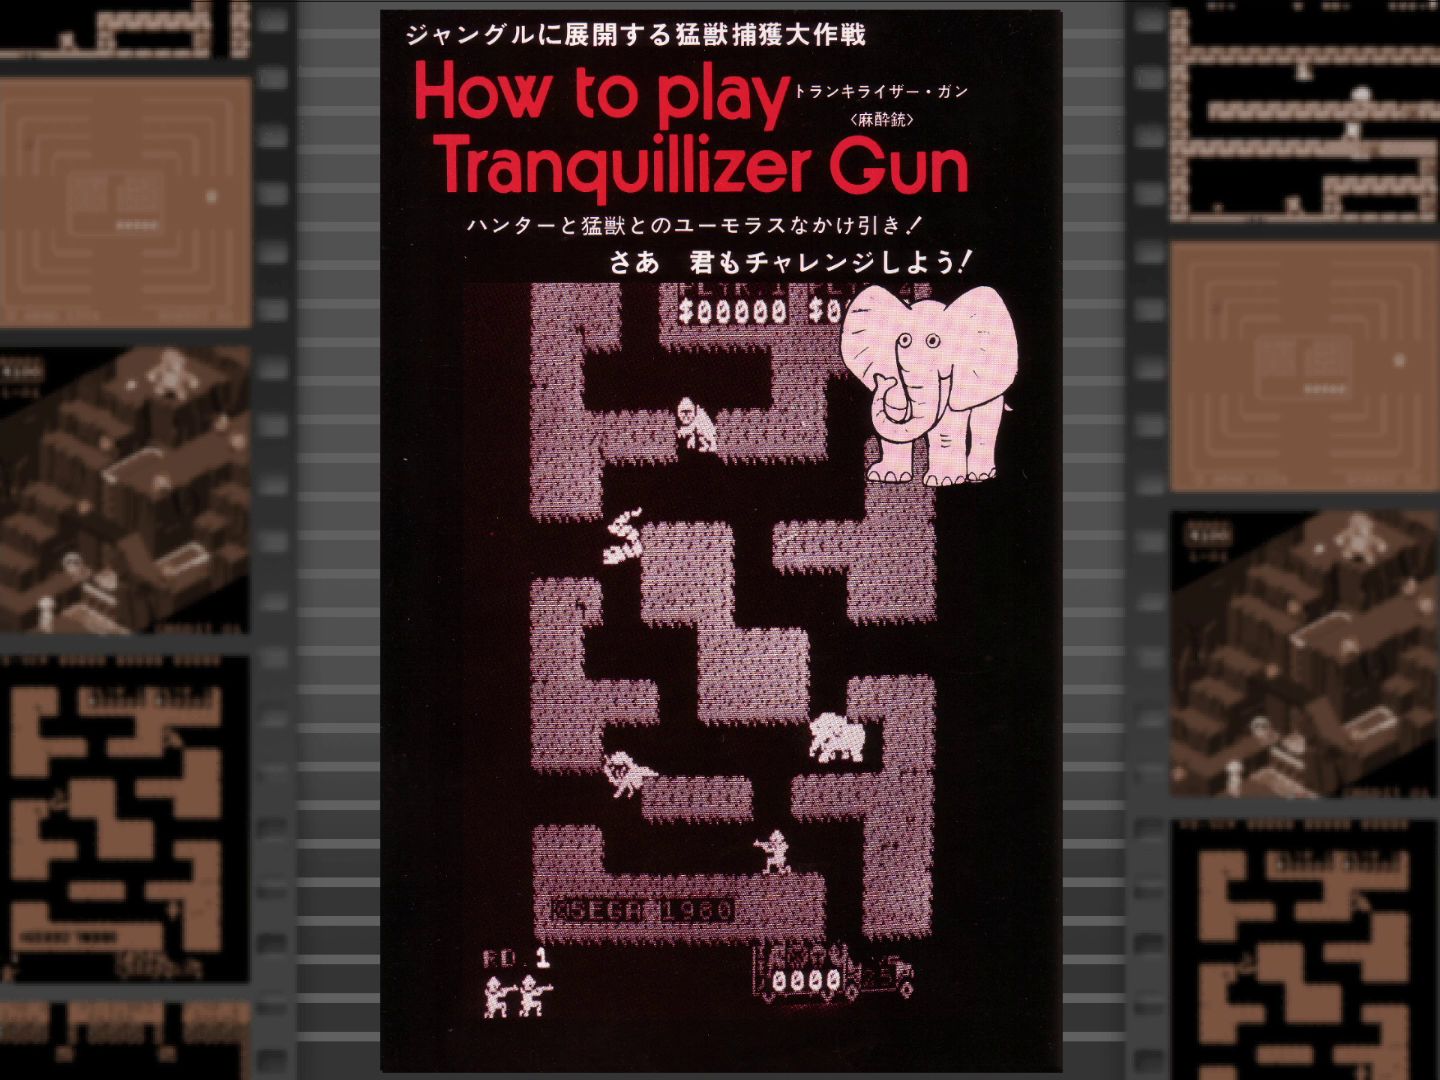 ジャングルに展開する猛獣捕獲大作戦
How to play
トランキライザー・ガン
〈麻酔銃〉
Tranquillizer Gun
ハンターと猛獣とのユーモラスなかけ引き！
さあ 君もチャレンジしよう！
$00000 $0
©SEGA 1980
RD.1
0000